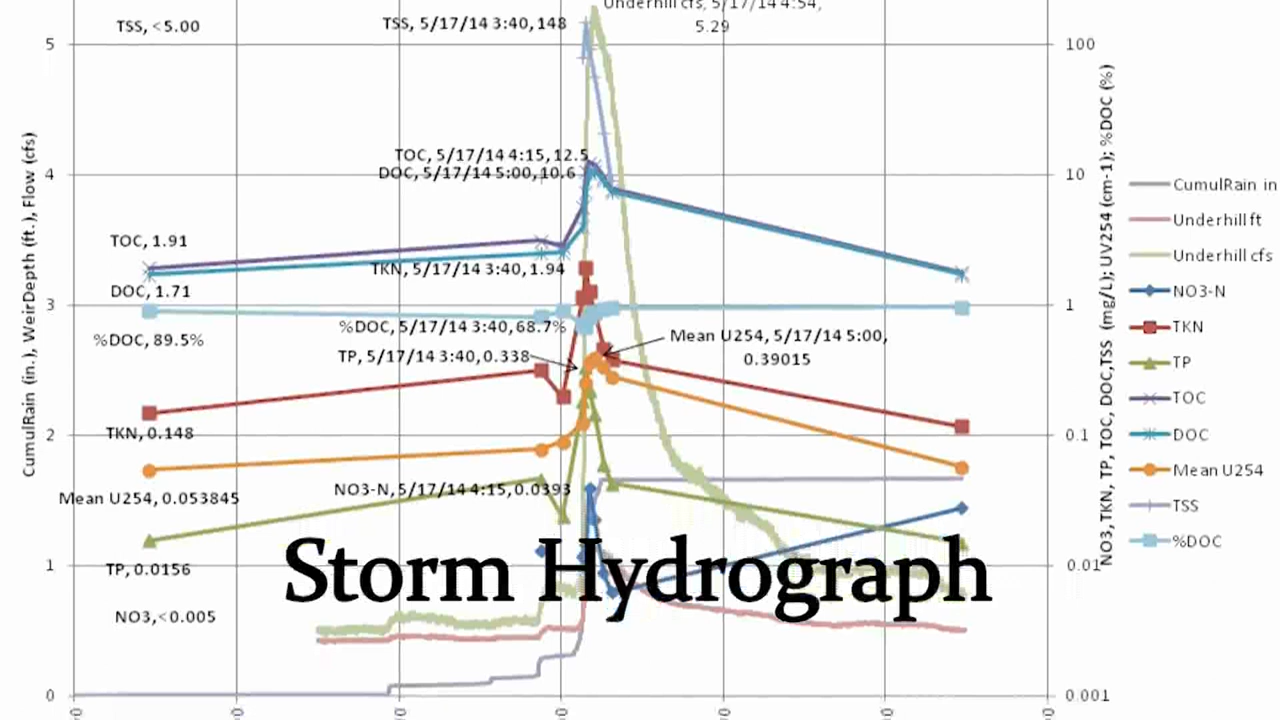 Underhill cfs, 5/17/14 4:54,
5.29
TSS, <5.00
TSS, 5/17/14 3:40, 148
5
100
TOC, 5/17/14 4:15, 12.5
DOC, 5/17/14 5:00, 10.6
4
10
TOC, 1.91
TKN, 5/17/14 3:40, 1.94
DOC, 1.71
3
1
%DOC, 5/17/14 3:40, 68.7%
%DOC, 89.5%
TP, 5/17/14 3:40, 0.338
Mean U254, 5/17/14 5:00,
0.39015
2
0.1
TKN, 0.148
NO3-N, 5/17/14 4:15, 0.0393
Mean U254, 0.053845
1
0.01
TP, 0.0156
NO3, <0.005
0
0.001
Storm Hydrograph
CumulRain (in.), WeirDepth (ft.), Flow (cfs)
NO3, TKN, TP, TOC, DOC,TSS (mg/L); UV254 (cm-1); %DOC (%)
CumulRain in
Underhill ft
Underhill cfs
NO3-N
TKN
TP
TOC
DOC
Mean U254
TSS
%DOC